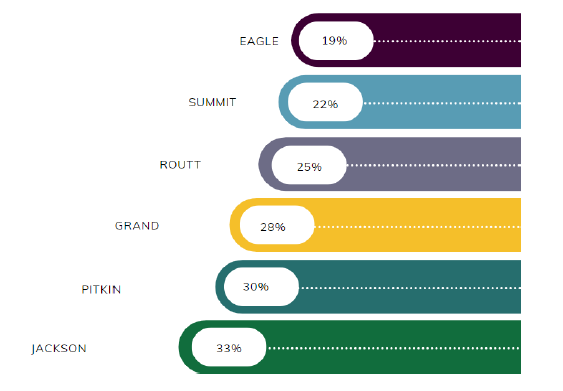 EAGLE 19%
SUMMIT 22%
ROUTT 25%
GRAND 28%
PITKIN 30%
JACKSON 33%